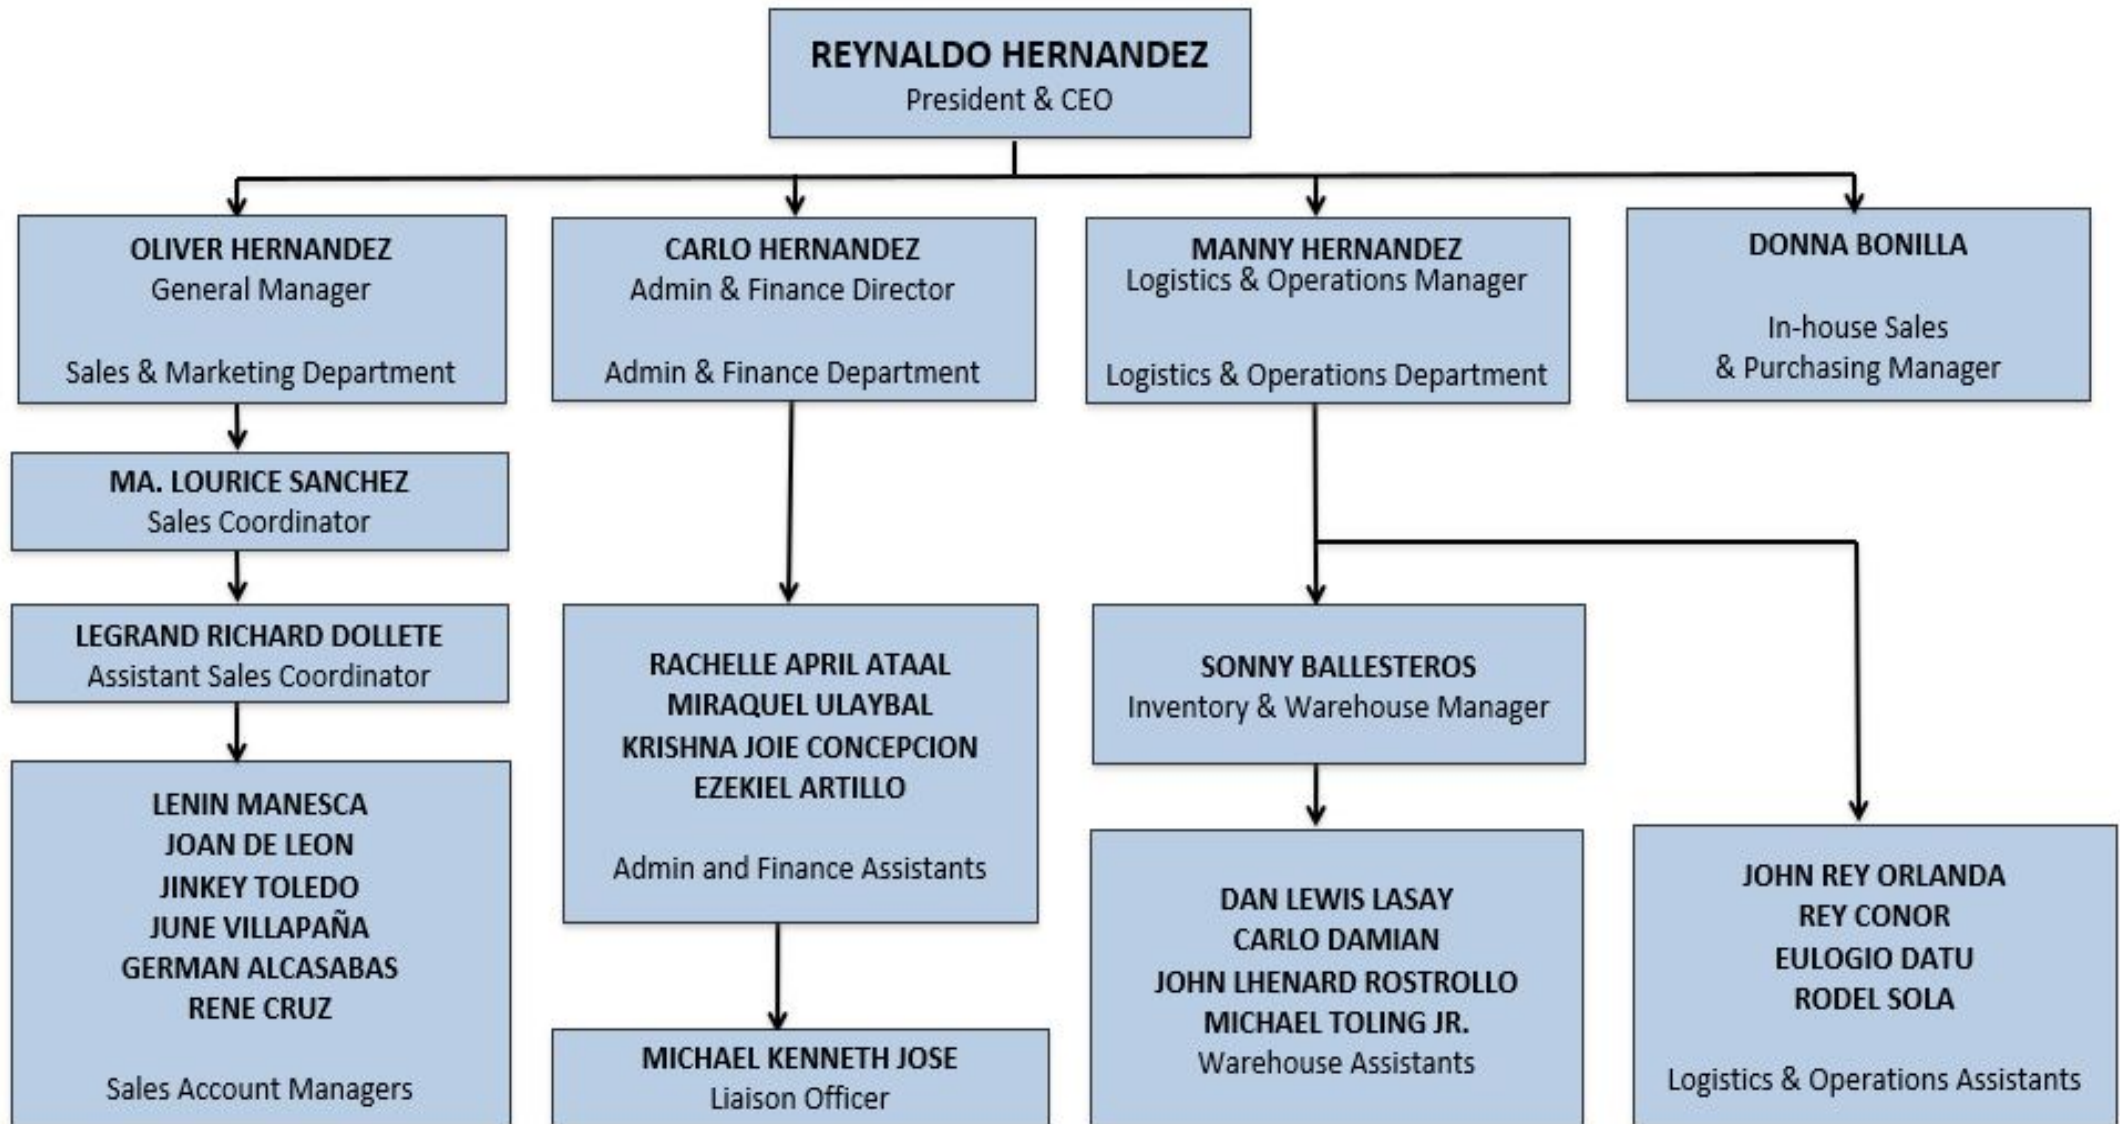 REYNALDO HERNANDEZ
President & CEO
OLIVER HERNANDEZ
General Manager
Sales & Marketing Department
CARLO HERNANDEZ
Admin & Finance Director
Admin & Finance Department
MANNY HERNANDEZ
Logistics & Operations Manager
Logistics & Operations Department
DONNA BONILLA
In-house Sales
& Purchasing Manager
MA. LOURICE SANCHEZ
Sales Coordinator
LEGRAND RICHARD DOLLETE
Assistant Sales Coordinator
LENIN MANESCA
JOAN DE LEON
JINKEY TOLEDO
JUNE VILLAPAÑA
GERMAN ALCASABAS
RENE CRUZ
Sales Account Managers
RACHELLE APRIL ATAAL
MIRAQUEL ULAYBAL
KRISHNA JOIE CONCEPCION
EZEKIEL ARTILLO
Admin and Finance Assistants
MICHAEL KENNETH JOSE
Liaison Officer
SONNY BALLESTEROS
Inventory & Warehouse Manager
DAN LEWIS LASAY
CARLO DAMIAN
JOHN LHENARD ROSTROLLO
MICHAEL TOLING JR.
Warehouse Assistants
JOHN REY ORLANDA
REY CONOR
EULOGIO DATU
RODEL SOLA
Logistics & Operations Assistants